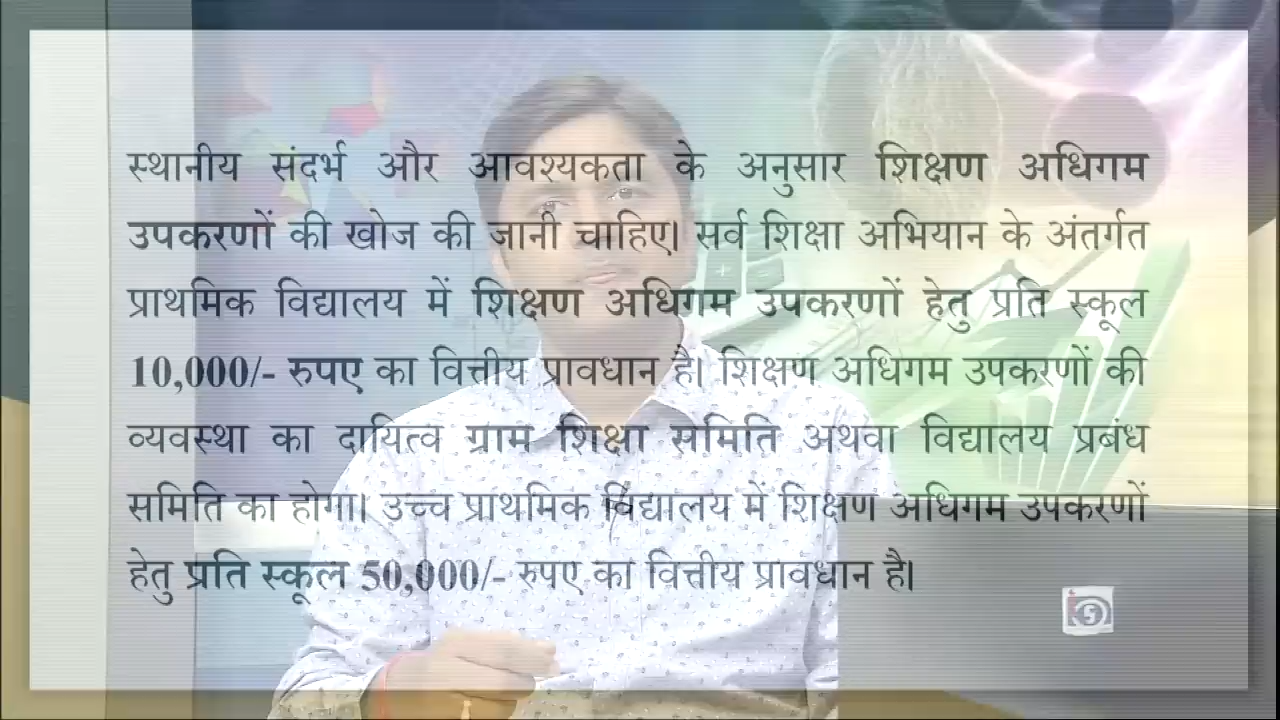 स्थानीय संदर्भ और आवश्यकता के अनुसार शिक्षण अधिगम
उपकरणों की खोज की जानी चाहिए। सर्व शिक्षा अभियान के अंतर्गत
प्राथमिक विद्यालय में शिक्षण अधिगम उपकरणों हेतु प्रति स्कूल
10,000/- रुपए का वित्तीय प्रावधान है। शिक्षण अधिगम उपकरणों की
व्यवस्था का दायित्व ग्राम शिक्षा समिति अथवा विद्यालय प्रबंध
समिति का होगा। उच्च प्राथमिक विद्यालय में शिक्षण अधिगम उपकरणों
हेतु प्रति स्कूल 50,000/- रुपए का वित्तीय प्रावधान है।